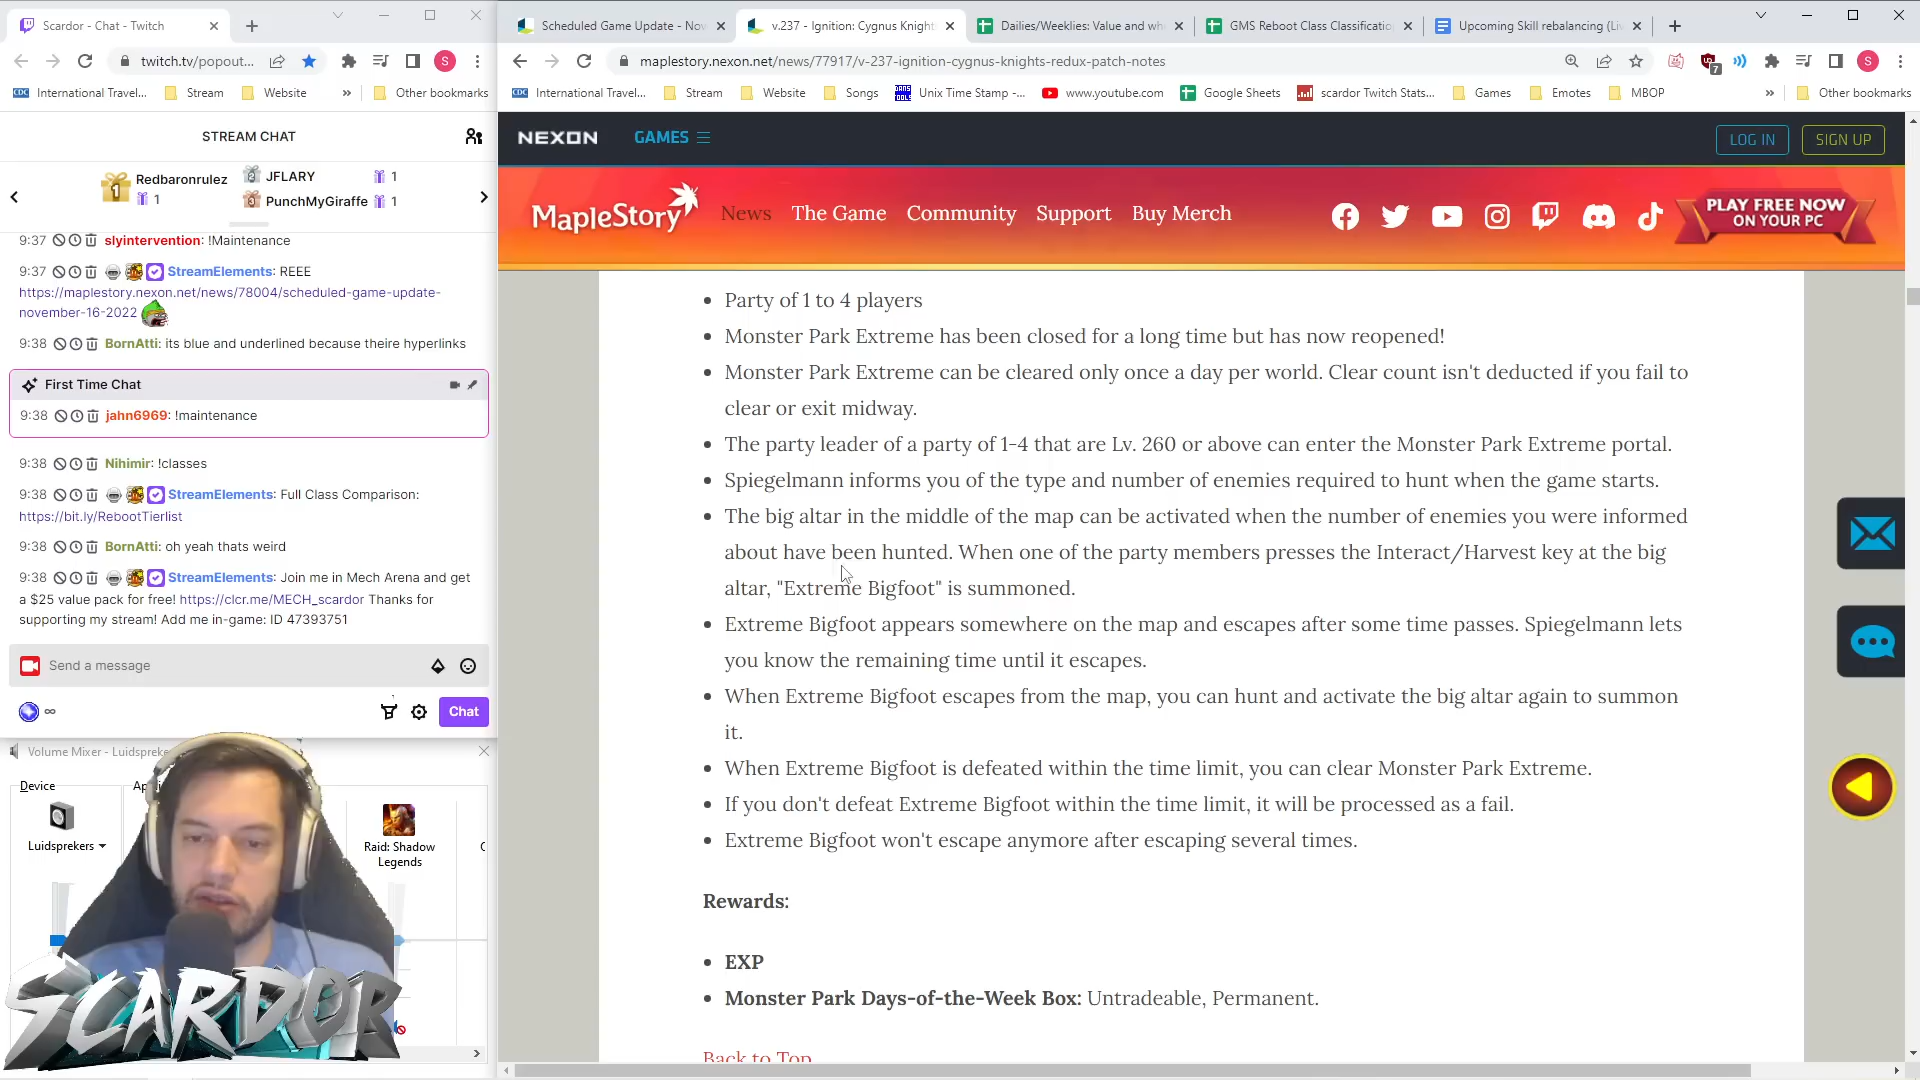 Scardor - Chat - Twitch
twitch.tv/popout...
International Travel...
Stream
Website
»
Other bookmarks
STREAM CHAT
Redbaronrulez
1
JFLARY
1
PunchMyGiraffe
1
9:37 slyintervention: !Maintenance
9:37 StreamElements: REEE
https://maplestory.nexon.net/news/78004/scheduled-game-update-
november-16-2022
9:38 BornAtti: its blue and underlined because theire hyperlinks
First Time Chat
9:38 jahn6969: !maintenance
9:38 Nihimir: !classes
9:38 StreamElements: Full Class Comparison:
https://bit.ly/RebootTierlist
9:38 BornAtti: oh yeah thats weird
9:38 StreamElements: Join me in Mech Arena and get
a $25 value pack for free! https://clcr.me/MECH_scardor Thanks for
supporting my stream! Add me in-game: ID 47393751
Send a message
∞
Chat
Volume Mixer - Luidspreke
Device
Luidsprekers
Raid: Shadow
Legends
SCARDOR
Scheduled Game Update - Nov
v.237 - Ignition: Cygnus Knight
Dailies/Weeklies: Value and wh
GMS Reboot Class Classificatio
Upcoming Skill rebalancing (Liv
maplestory.nexon.net/news/77917/v-237-ignition-cygnus-knights-redux-patch-notes
S
7
S
International Travel...
Stream
Website
Songs
Unix Time Stamp -...
www.youtube.com
Google Sheets
scardor Twitch Stats...
Games
Emotes
MBOP
»
Other bookmarks
NEXON
GAMES
LOG IN
SIGN UP
MapleStory
News
The Game
Community
Support
Buy Merch
PLAY FREE NOW
ON YOUR PC
• Party of 1 to 4 players
• Monster Park Extreme has been closed for a long time but has now reopened!
• Monster Park Extreme can be cleared only once a day per world. Clear count isn't deducted if you fail to
clear or exit midway.
• The party leader of a party of 1-4 that are Lv. 260 or above can enter the Monster Park Extreme portal.
• Spiegelmann informs you of the type and number of enemies required to hunt when the game starts.
• The big altar in the middle of the map can be activated when the number of enemies you were informed
about have been hunted. When one of the party members presses the Interact/Harvest key at the big
altar, "Extreme Bigfoot" is summoned.
• Extreme Bigfoot appears somewhere on the map and escapes after some time passes. Spiegelmann lets
you know the remaining time until it escapes.
• When Extreme Bigfoot escapes from the map, you can hunt and activate the big altar again to summon
it.
• When Extreme Bigfoot is defeated within the time limit, you can clear Monster Park Extreme.
• If you don't defeat Extreme Bigfoot within the time limit, it will be processed as a fail.
• Extreme Bigfoot won't escape anymore after escaping several times.
Rewards:
• EXP
• Monster Park Days-of-the-Week Box: Untradeable, Permanent.
Back to Top